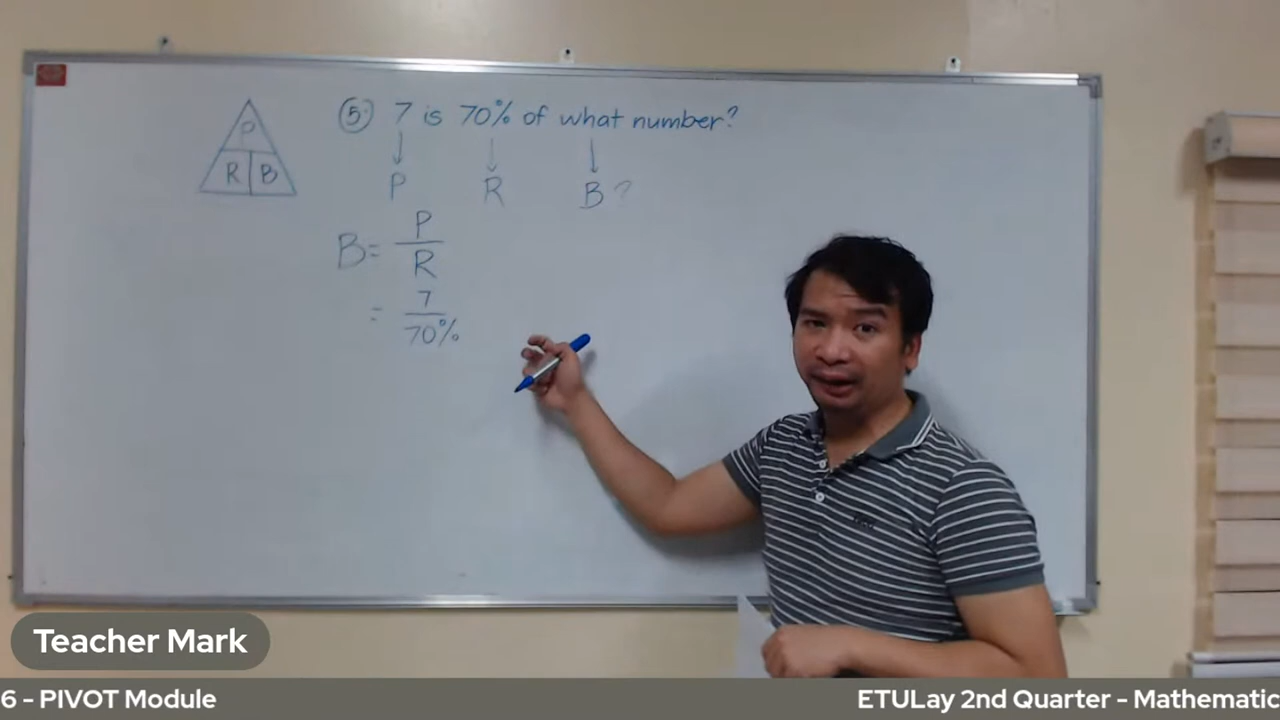 ⑤ 7 is 70% of what number?
P
R B
P R B ?
B = P
R
= 7
70%
Teacher Mark
6 - PIVOT Module
ETULay 2nd Quarter - Mathematic